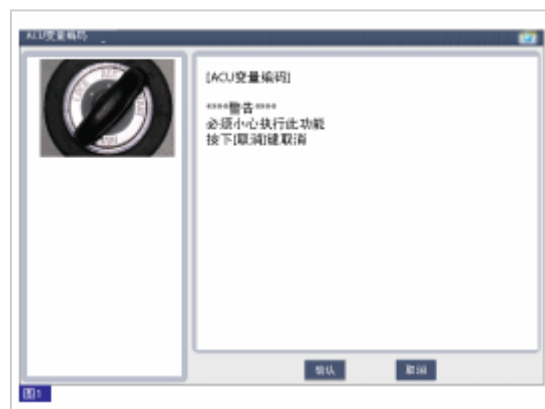 ACU变量编码
[ACU变量编码]
****警告****
必须小心执行此功能
按下[取消]键取消
确认
取消
图1